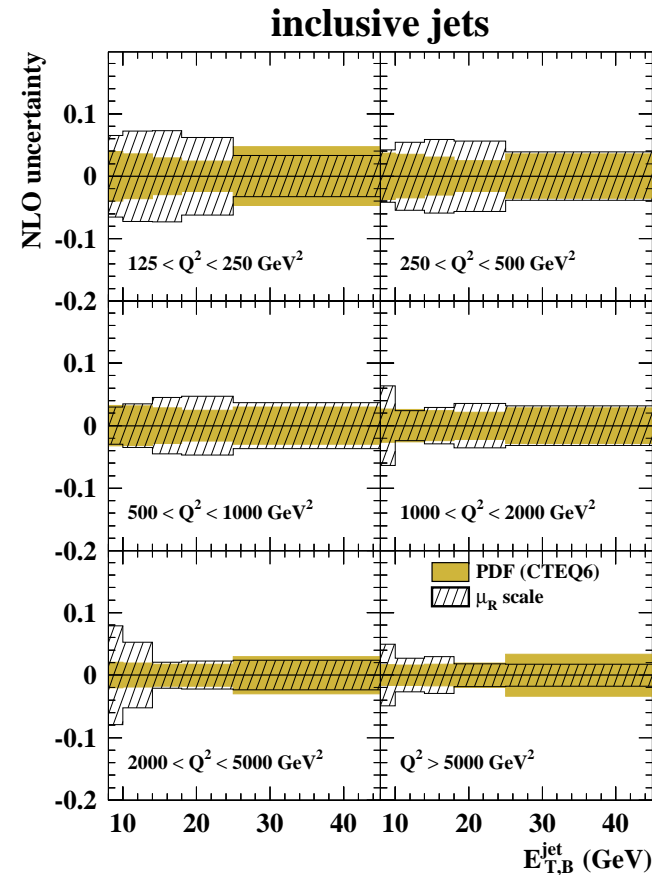 inclusive jets
NLO uncertainty
0.1
0
-0.1
-0.2
125 < Q² < 250 GeV²
250 < Q² < 500 GeV²
0.1
0
-0.1
-0.2
500 < Q² < 1000 GeV²
1000 < Q² < 2000 GeV²
0.1
0
-0.1
-0.2
PDF (CTEQ6)
μ_R scale
2000 < Q² < 5000 GeV²
Q² > 5000 GeV²
10 20 30 40 10 20 30 40
E_{T,B}^{jet} (GeV)